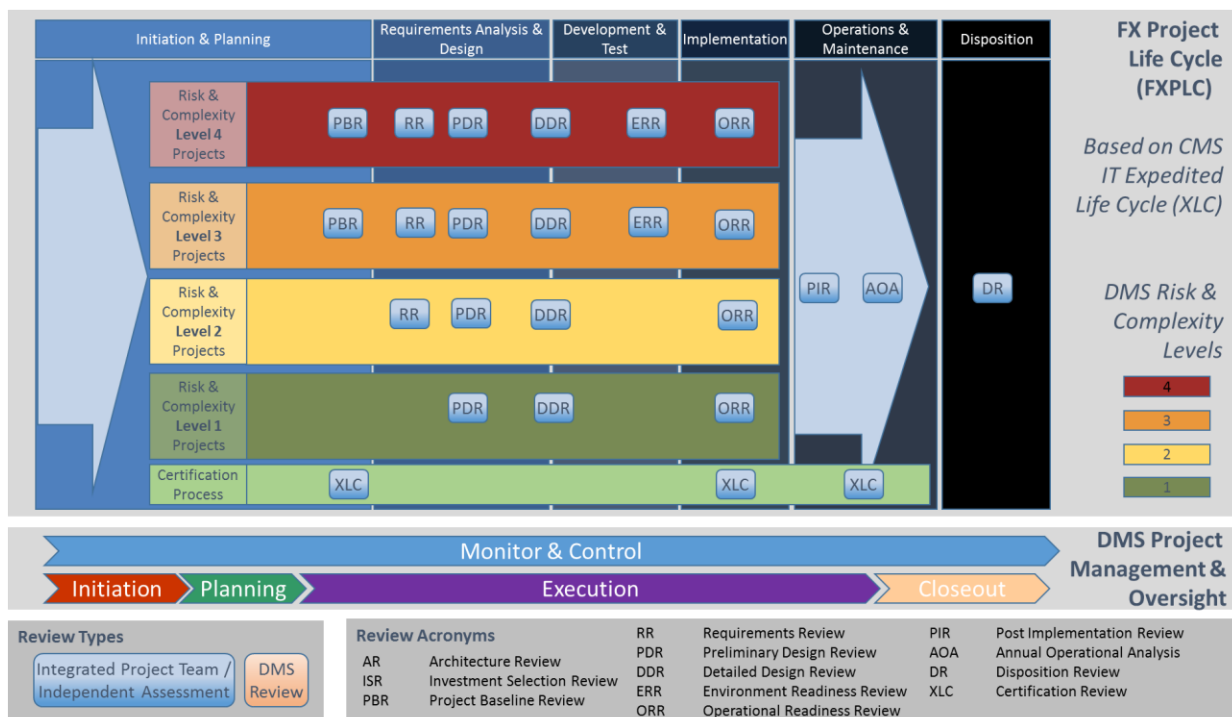 Initiation & Planning
Requirements Analysis &
Design
Development &
Test
Implementation
Operations &
Maintenance
Disposition
FX Project
Life Cycle
(FXPLC)
Based on CMS
IT Expedited
Life Cycle (XLC)
Risk &
Complexity
Level 4
Projects
PBR
RR
PDR
DDR
ERR
ORR
Risk &
Complexity
Level 3
Projects
PBR
RR
PDR
DDR
ERR
ORR
Risk &
Complexity
Level 2
Projects
RR
PDR
DDR
ORR
PIR
AOA
DR
Risk &
Complexity
Level 1
Projects
PDR
DDR
ORR
Certification
Process
XLC
XLC
XLC
DMS Risk &
Complexity
Levels
4
3
2
1
Monitor & Control
Initiation
Planning
Execution
Closeout
DMS Project
Management &
Oversight
Review Types
Integrated Project Team /
Independent Assessment
DMS
Review
Review Acronyms
AR Architecture Review
ISR Investment Selection Review
PBR Project Baseline Review
RR Requirements Review
PDR Preliminary Design Review
DDR Detailed Design Review
ERR Environment Readiness Review
ORR Operational Readiness Review
PIR Post Implementation Review
AOA Annual Operational Analysis
DR Disposition Review
XLC Certification Review